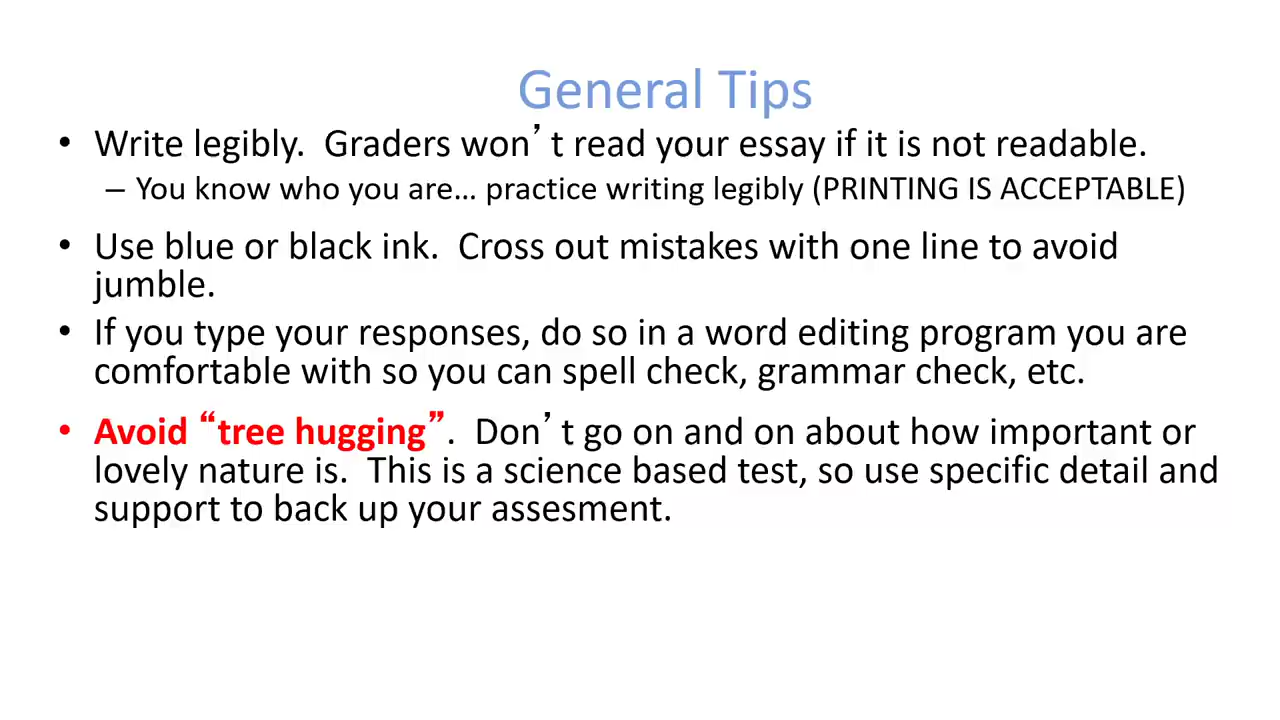 General Tips
• Write legibly. Graders won’t read your essay if it is not readable.
– You know who you are… practice writing legibly (PRINTING IS ACCEPTABLE)
• Use blue or black ink. Cross out mistakes with one line to avoid
jumble.
• If you type your responses, do so in a word editing program you are
comfortable with so you can spell check, grammar check, etc.
• Avoid “tree hugging”. Don’t go on and on about how important or
lovely nature is. This is a science based test, so use specific detail and
support to back up your assesment.